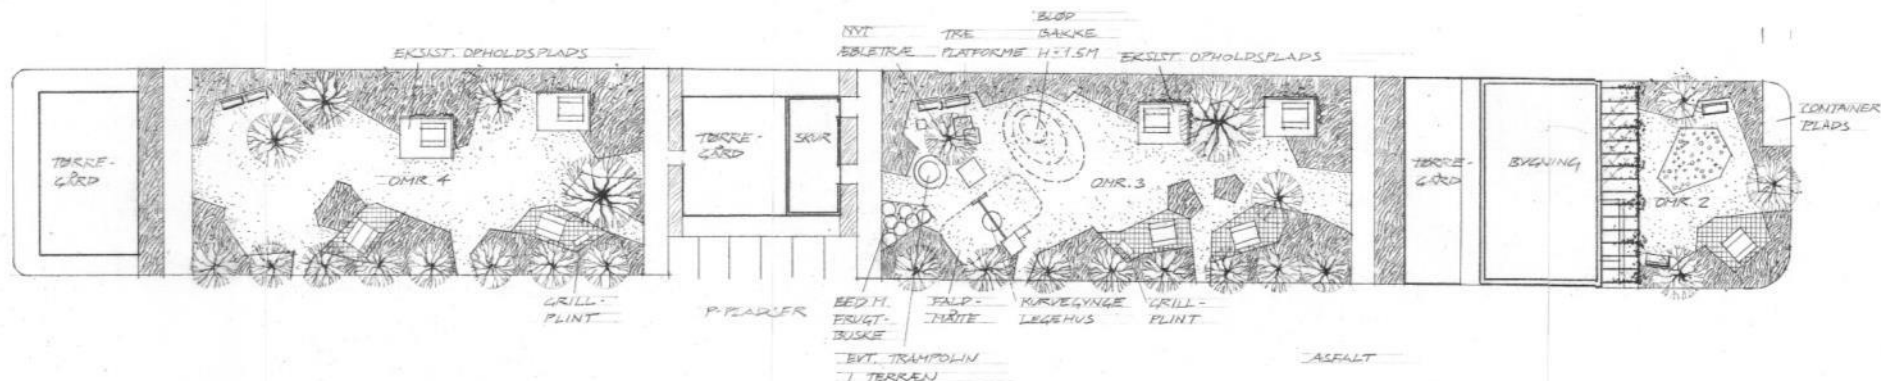 EKSIST. OPHOLDSPLADS
NYT
ÆBLETRÆ
TRE
PLATFORME
BLØD
BAKKE
H=1.5M
EKSIST. OPHOLDSPLADS
CONTAINER
PLADS
TØRRE-
GÅRD
OMR. 4
TØRRE-
GÅRD
SKUR
OMR. 3
TØRRE-
GÅRD
BYGNING
OMR. 2
GRILL-
PLINT
P-PLADSER
BED M.
FRUGT-
BUSKE
FALD-
MÅTTE
KURVEGYNGE
LEGEHUS
GRILL-
PLINT
EVT. TRAMPOLIN
I TERRÆN
ASFALT